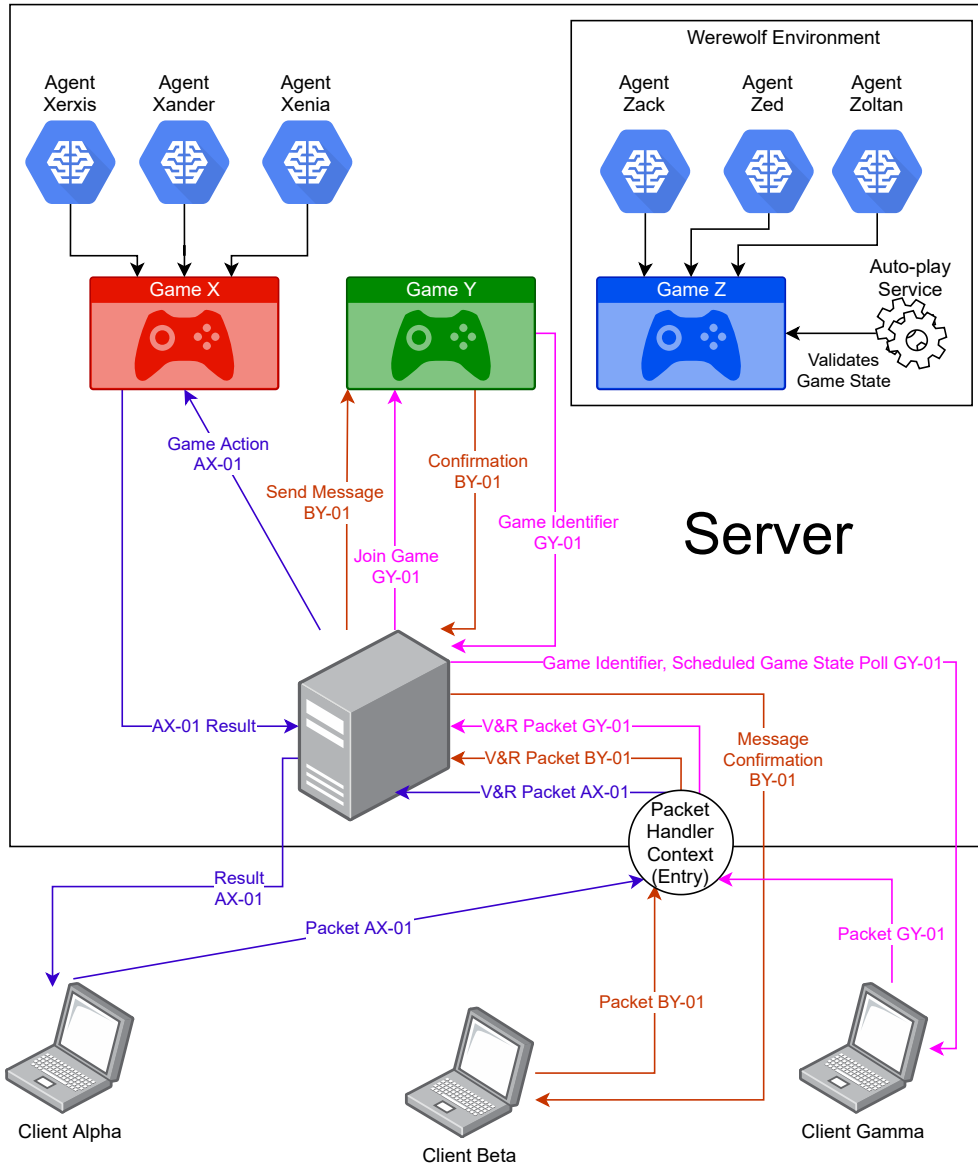 Werewolf Environment
Agent
Xerxis
Agent
Xander
Agent
Xenia
Agent
Zack
Agent
Zed
Agent
Zoltan
Game X
Game Y
Game Z
Auto-play
Service
Validates
Game State
Game Action
AX-01
Send Message
BY-01
Join Game
GY-01
Confirmation
BY-01
Game Identifier
GY-01
Server
Game Identifier, Scheduled Game State Poll GY-01
AX-01 Result
V&R Packet GY-01
V&R Packet BY-01
V&R Packet AX-01
Message
Confirmation
BY-01
Packet
Handler
Context
(Entry)
Result
AX-01
Packet AX-01
Packet BY-01
Packet GY-01
Client Alpha
Client Beta
Client Gamma